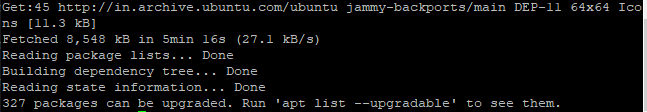 Get:45 http://in.archive.ubuntu.com/ubuntu jammy-backports/main DEP-11 64x64 Ico
ns [11.3 kB]
Fetched 8,548 kB in 5min 16s (27.1 kB/s)
Reading package lists... Done
Building dependency tree... Done
Reading state information... Done
327 packages can be upgraded. Run 'apt list --upgradable' to see them.